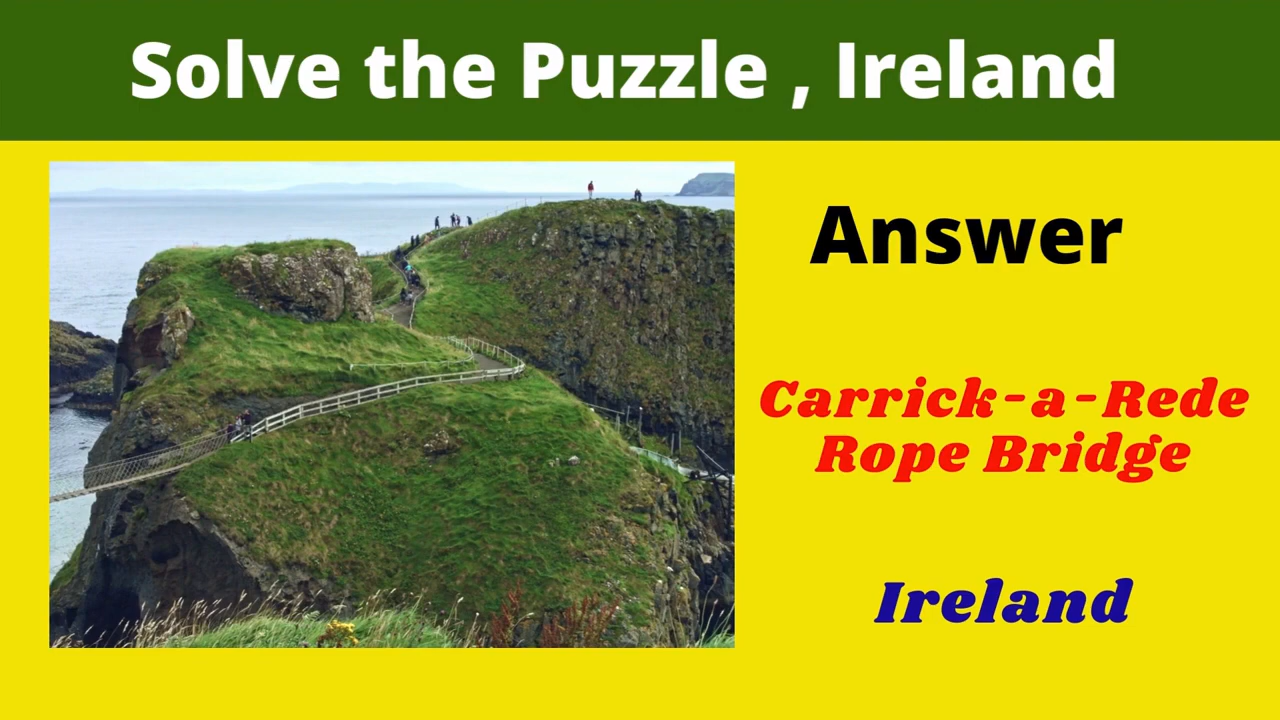 Solve the Puzzle , Ireland
Answer
Carrick-a-Rede
Rope Bridge
Ireland